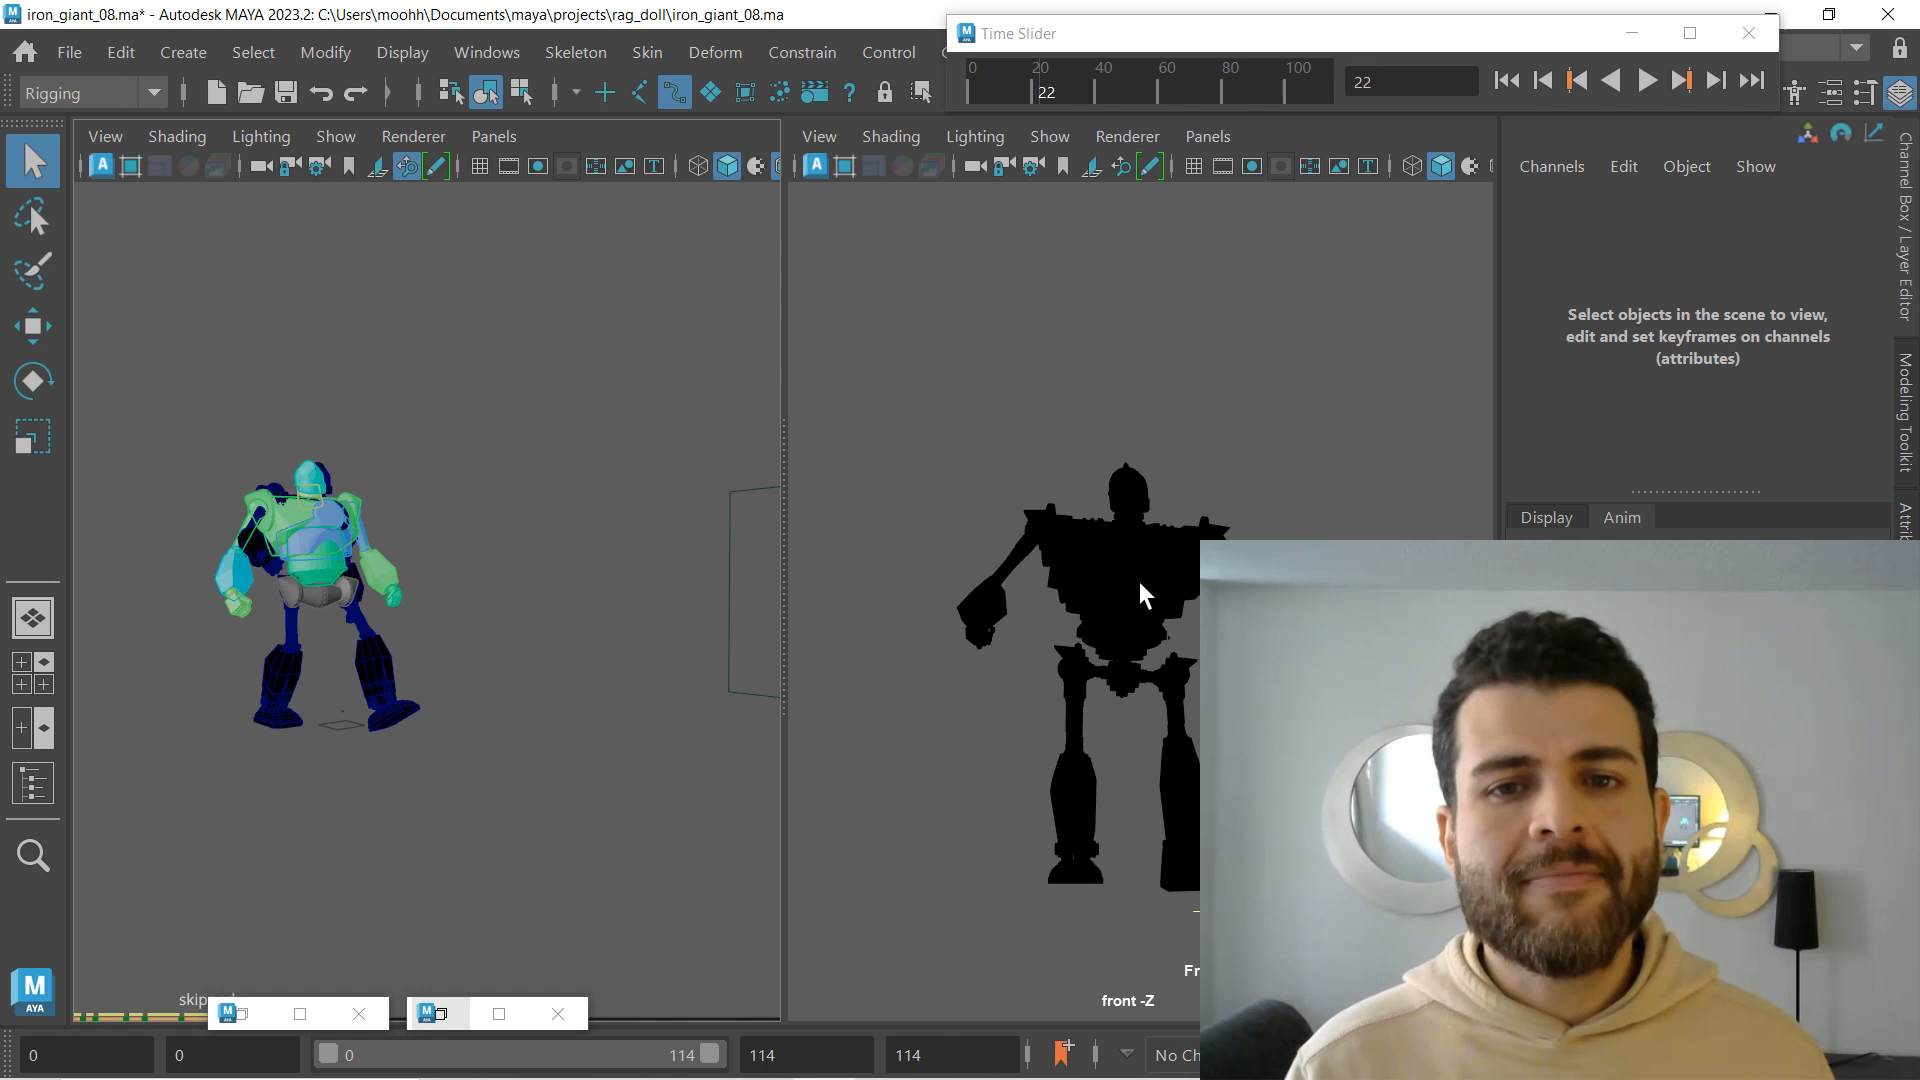 iron_giant_08.ma* - Autodesk MAYA 2023.2: C:\Users\moohh\Documents\maya\projects\rag_doll\iron_giant_08.ma
Time Slider
File Edit Create Select Modify Display Windows Skeleton Skin Deform Constrain Control
0 20 40 60 80 100
22
22
Rigging
View Shading Lighting Show Renderer Panels
View Shading Lighting Show Renderer Panels
Channels Edit Object Show
Channel Box / Layer Editor
Select objects in the scene to view,
edit and set keyframes on channels
(attributes)
Modeling Toolkit
Display Anim
front -Z
M
AYA
0 0 0 114 114 114